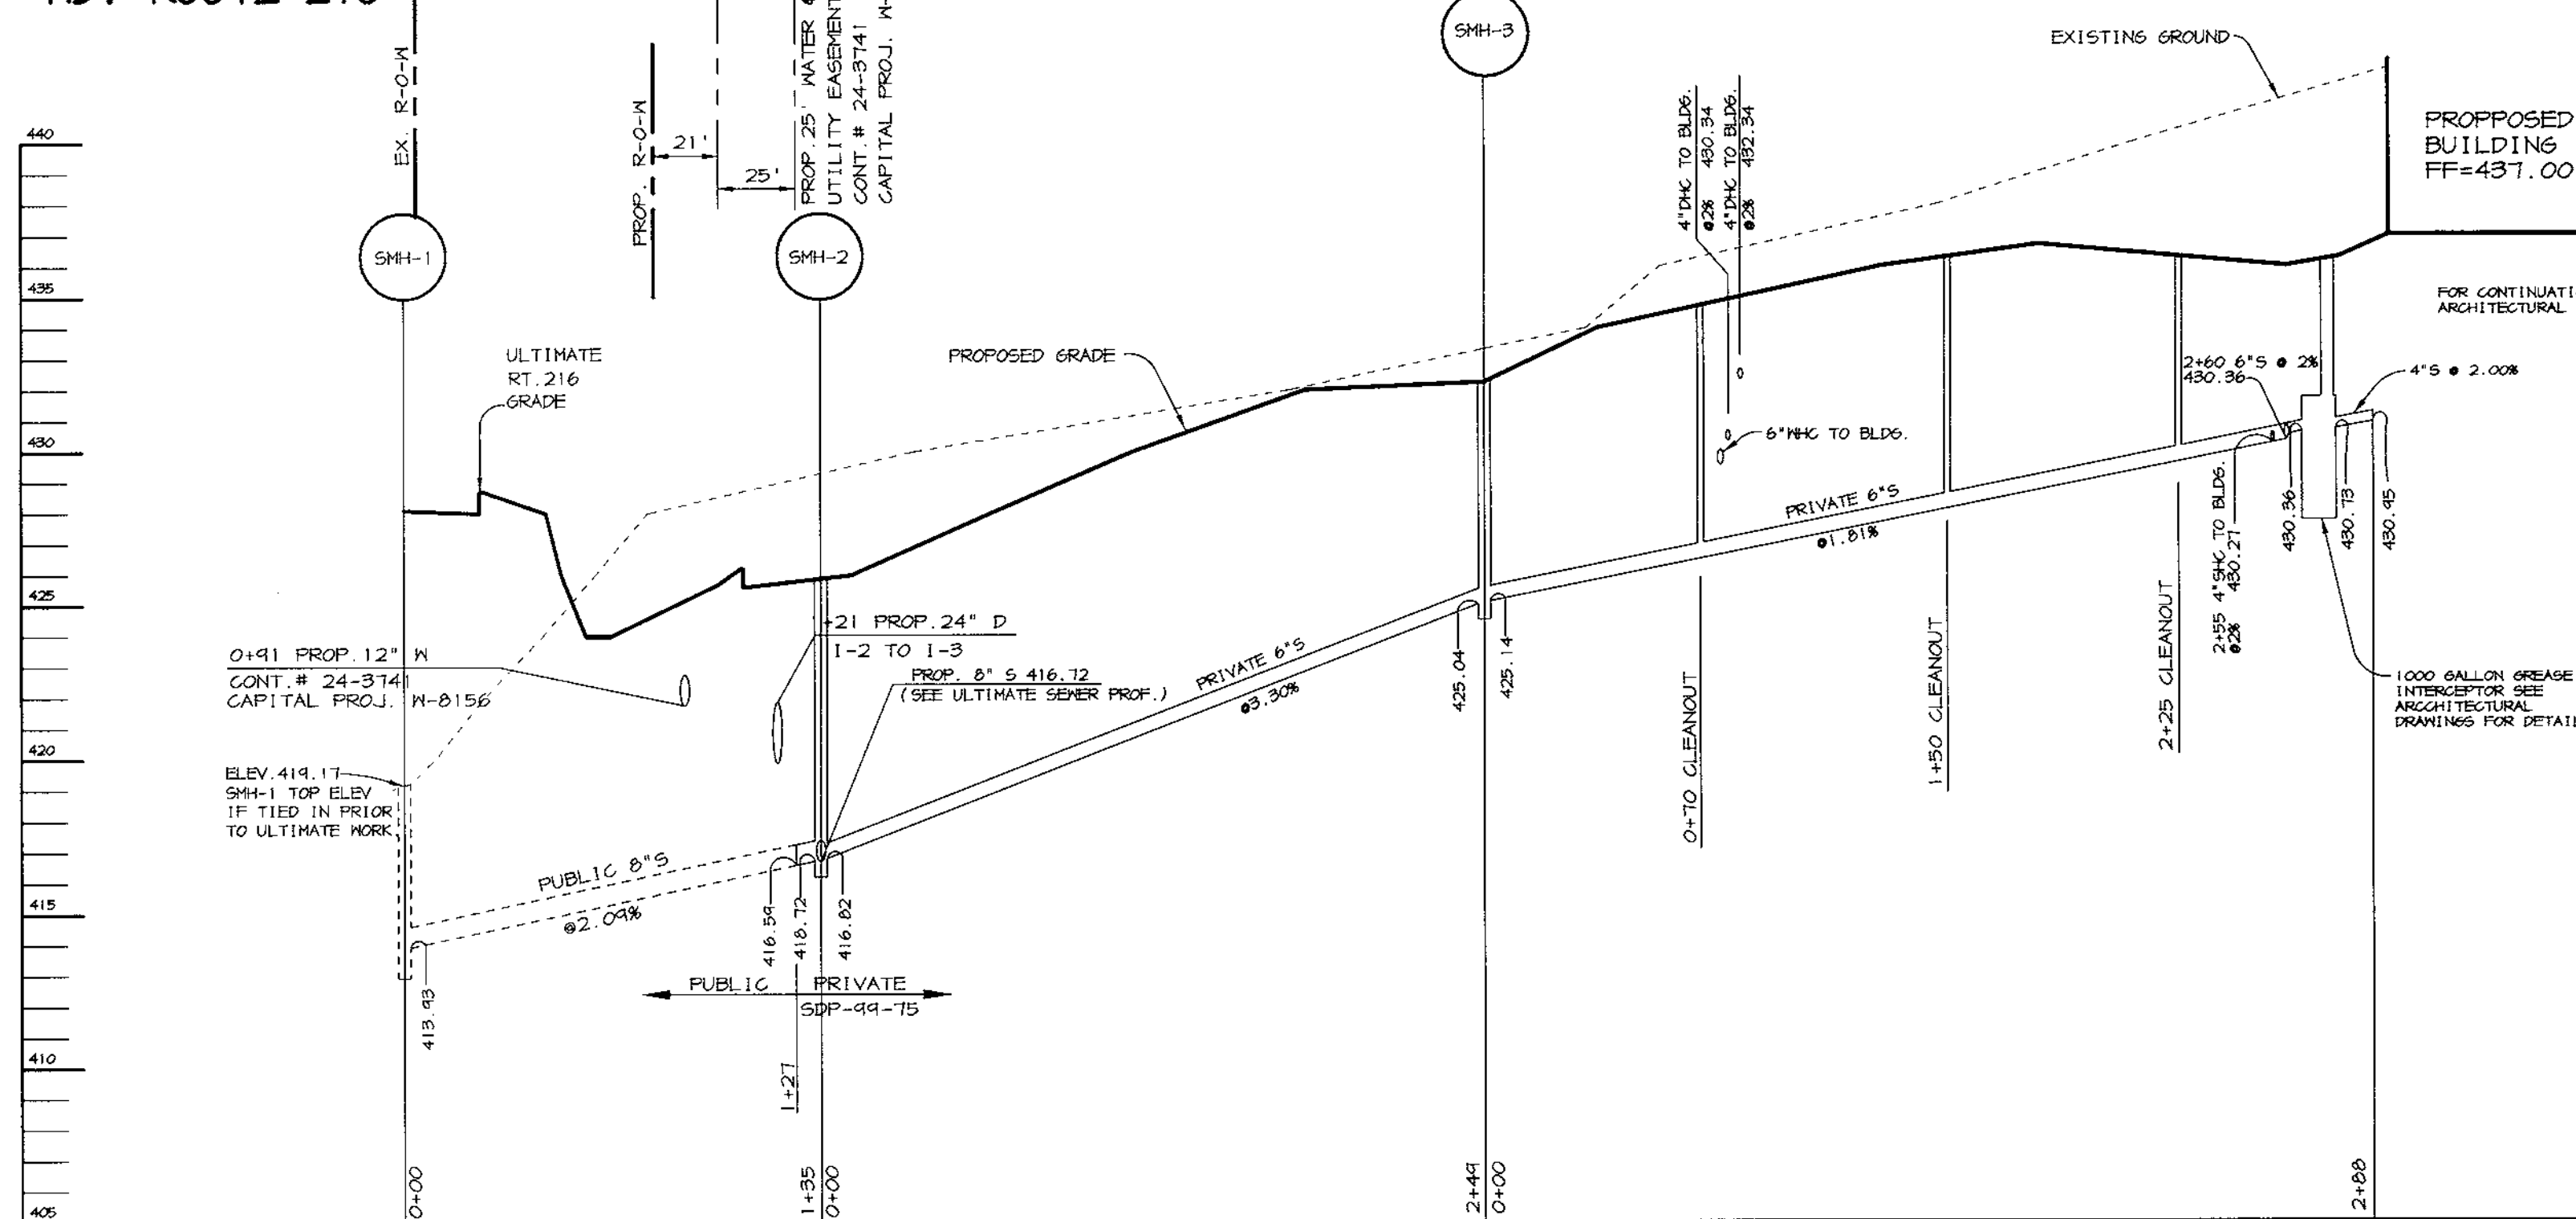 EX. R-O-W
PROP. R-O-W
21'
25'
PROP. 25' WATER
UTILITY EASEMENT
CONT. # 24-3741
CAPITAL PROJ. W-
SMH-1
SMH-2
SMH-3
EXISTING GROUND
PROPPOSED
BUILDING
FF=437.00
4"DHC TO BLDG.
@2% 430.34
4"DHC TO BLDG.
@2% 432.34
440
435
430
425
420
415
410
405
FOR CONTINUATI
ARCHITECTURAL
ULTIMATE
RT.216
GRADE
PROPOSED GRADE
2+60 6"S @ 2%
430.36
4"S @ 2.00%
6"WHC TO BLDG.
PRIVATE 6"S
@1.81%
2+55 4"SHC TO BLDG.
@2% 430.27
430.36
430.73
430.95
+21 PROP.24" D
I-2 TO I-3
0+91 PROP.12" W
CONT.# 24-3741
CAPITAL PROJ. W-8156
PROP. 8" S 416.72
(SEE ULTIMATE SEWER PROF.)
PRIVATE 6"S
@3.30%
425.04
425.14
0+70 CLEANOUT
1+50 CLEANOUT
2+25 CLEANOUT
1000 GALLON GREASE
INTERCEPTOR SEE
ARCCHITECTURAL
DRAWINGS FOR DETAIL
ELEV.419.17
SMH-1 TOP ELEV
IF TIED IN PRIOR
TO ULTIMATE WORK.
PUBLIC 8"S
@2.09%
413.93
416.59
418.72
416.82
PUBLIC PRIVATE
SDP-99-75
1+27
0+00
1+35
0+00
2+49
0+00
2+88